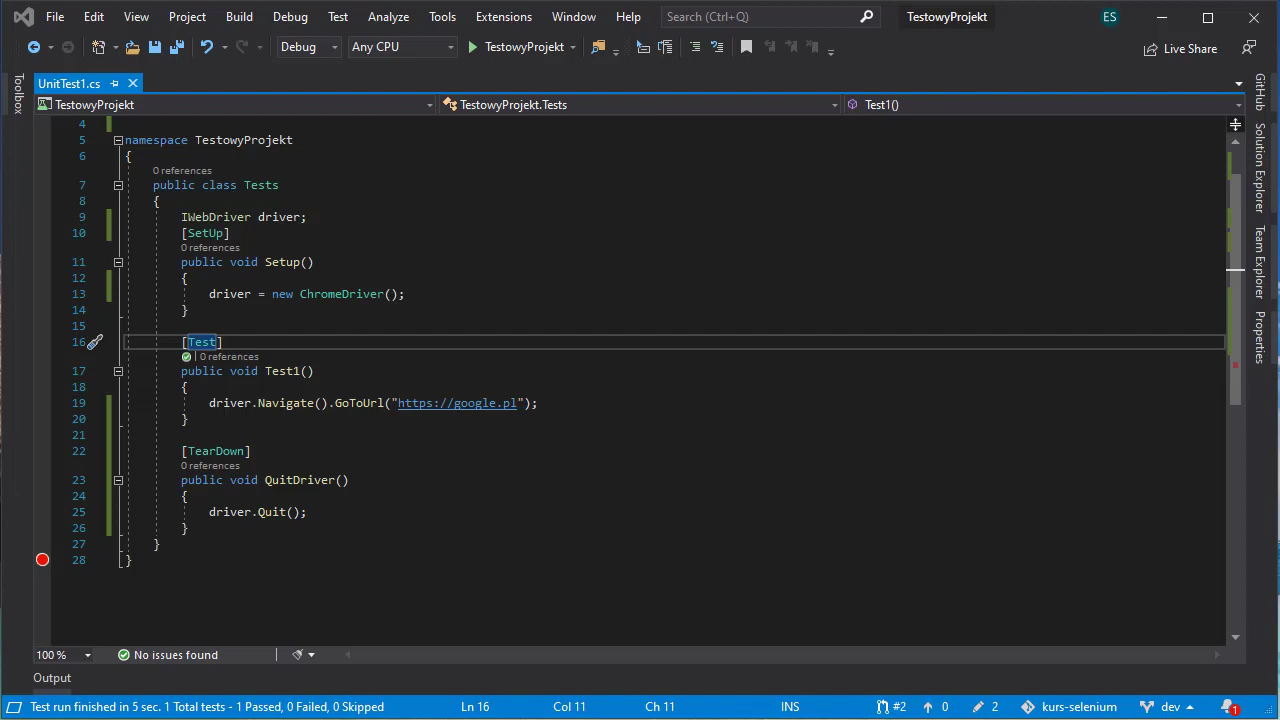 File Edit View Project Build Debug Test Analyze Tools Extensions Window Help Search (Ctrl+Q) TestowyProjekt ES
Debug Any CPU TestowyProjekt Live Share
Toolbox
UnitTest1.cs
TestowyProjekt TestowyProjekt.Tests Test1()
4
5 namespace TestowyProjekt
6 {
0 references
7 public class Tests
8 {
9 IWebDriver driver;
10 [SetUp]
0 references
11 public void Setup()
12 {
13 driver = new ChromeDriver();
14 }
15
16 [Test]
0 references
17 public void Test1()
18 {
19 driver.Navigate().GoToUrl("https://google.pl");
20 }
21
22 [TearDown]
0 references
23 public void QuitDriver()
24 {
25 driver.Quit();
26 }
27 }
28 }
GitHub
Solution Explorer
Team Explorer
Properties
100 % No issues found
Output
Test run finished in 5 sec. 1 Total tests - 1 Passed, 0 Failed, 0 Skipped Ln 16 Col 11 Ch 11 INS #2 0 2 kurs-selenium dev 1